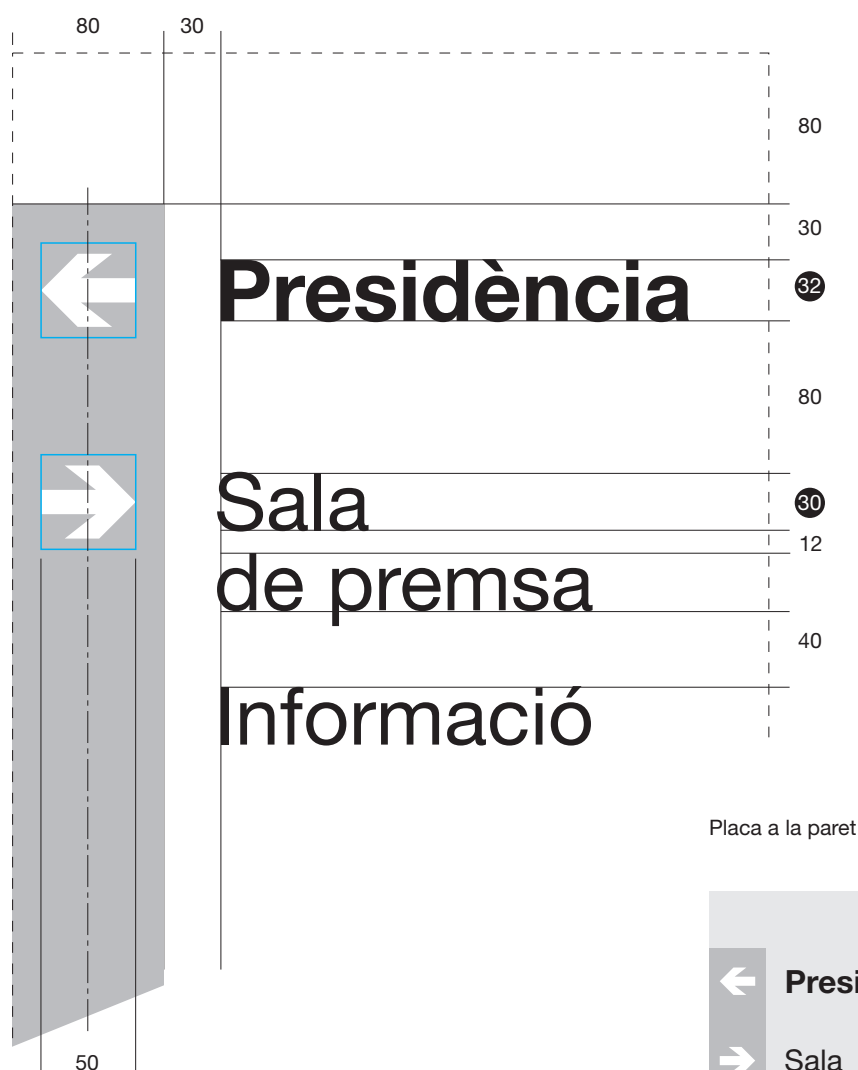 80 30
80
30
Presidència
32
80
Sala
30
12
de premsa
40
Informació
Placa a la paret
Presi
Sala
50